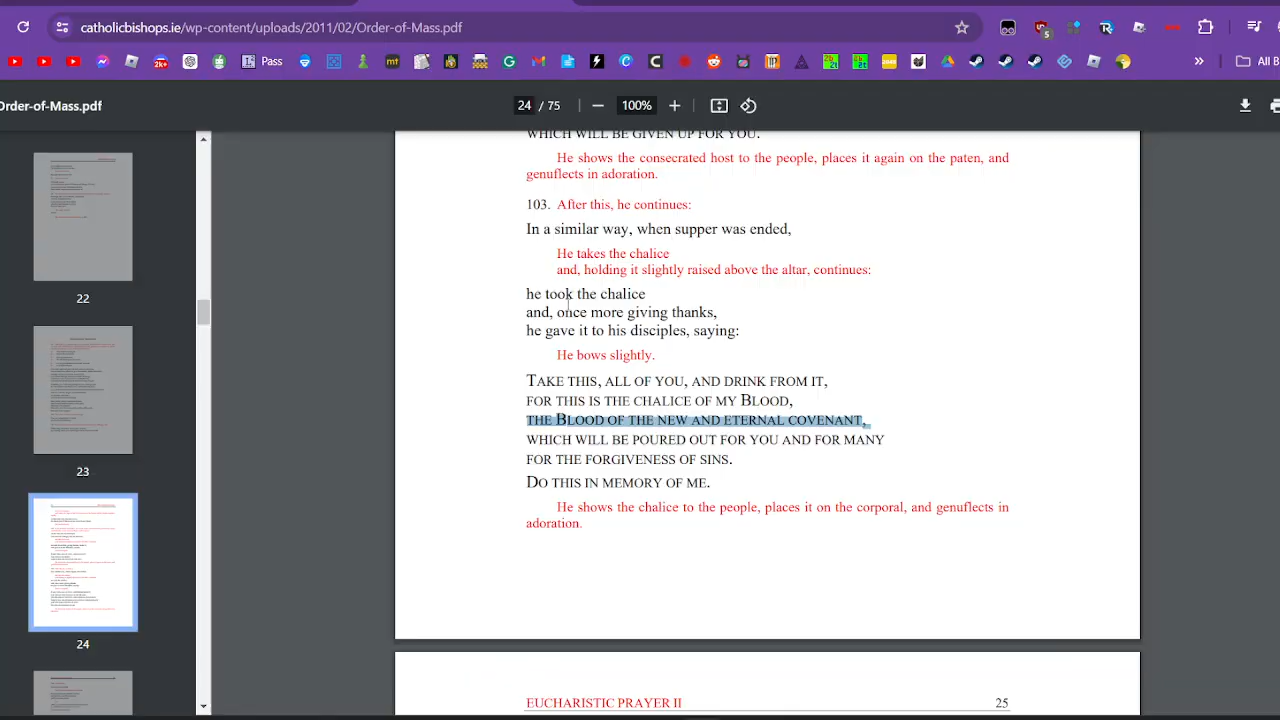 catholicbishops.ie/wp-content/uploads/2011/02/Order-of-Mass.pdf
5
2K+
Pass
mt
All B
Order-of-Mass.pdf
24 / 75
100%
WHICH WILL BE GIVEN UP FOR YOU.
He shows the consecrated host to the people, places it again on the paten, and
genuflects in adoration.
103. After this, he continues:
In a similar way, when supper was ended,
He takes the chalice
and, holding it slightly raised above the altar, continues:
he took the chalice
and, once more giving thanks,
he gave it to his disciples, saying:
He bows slightly.
TAKE THIS, ALL OF YOU, AND DRINK FROM IT,
FOR THIS IS THE CHALICE OF MY BLOOD,
THE BLOOD OF THE NEW AND ETERNAL COVENANT,
WHICH WILL BE POURED OUT FOR YOU AND FOR MANY
FOR THE FORGIVENESS OF SINS.
DO THIS IN MEMORY OF ME.
He shows the chalice to the people, places it on the corporal, and genuflects in
adoration.
22
23
24
EUCHARISTIC PRAYER II 25